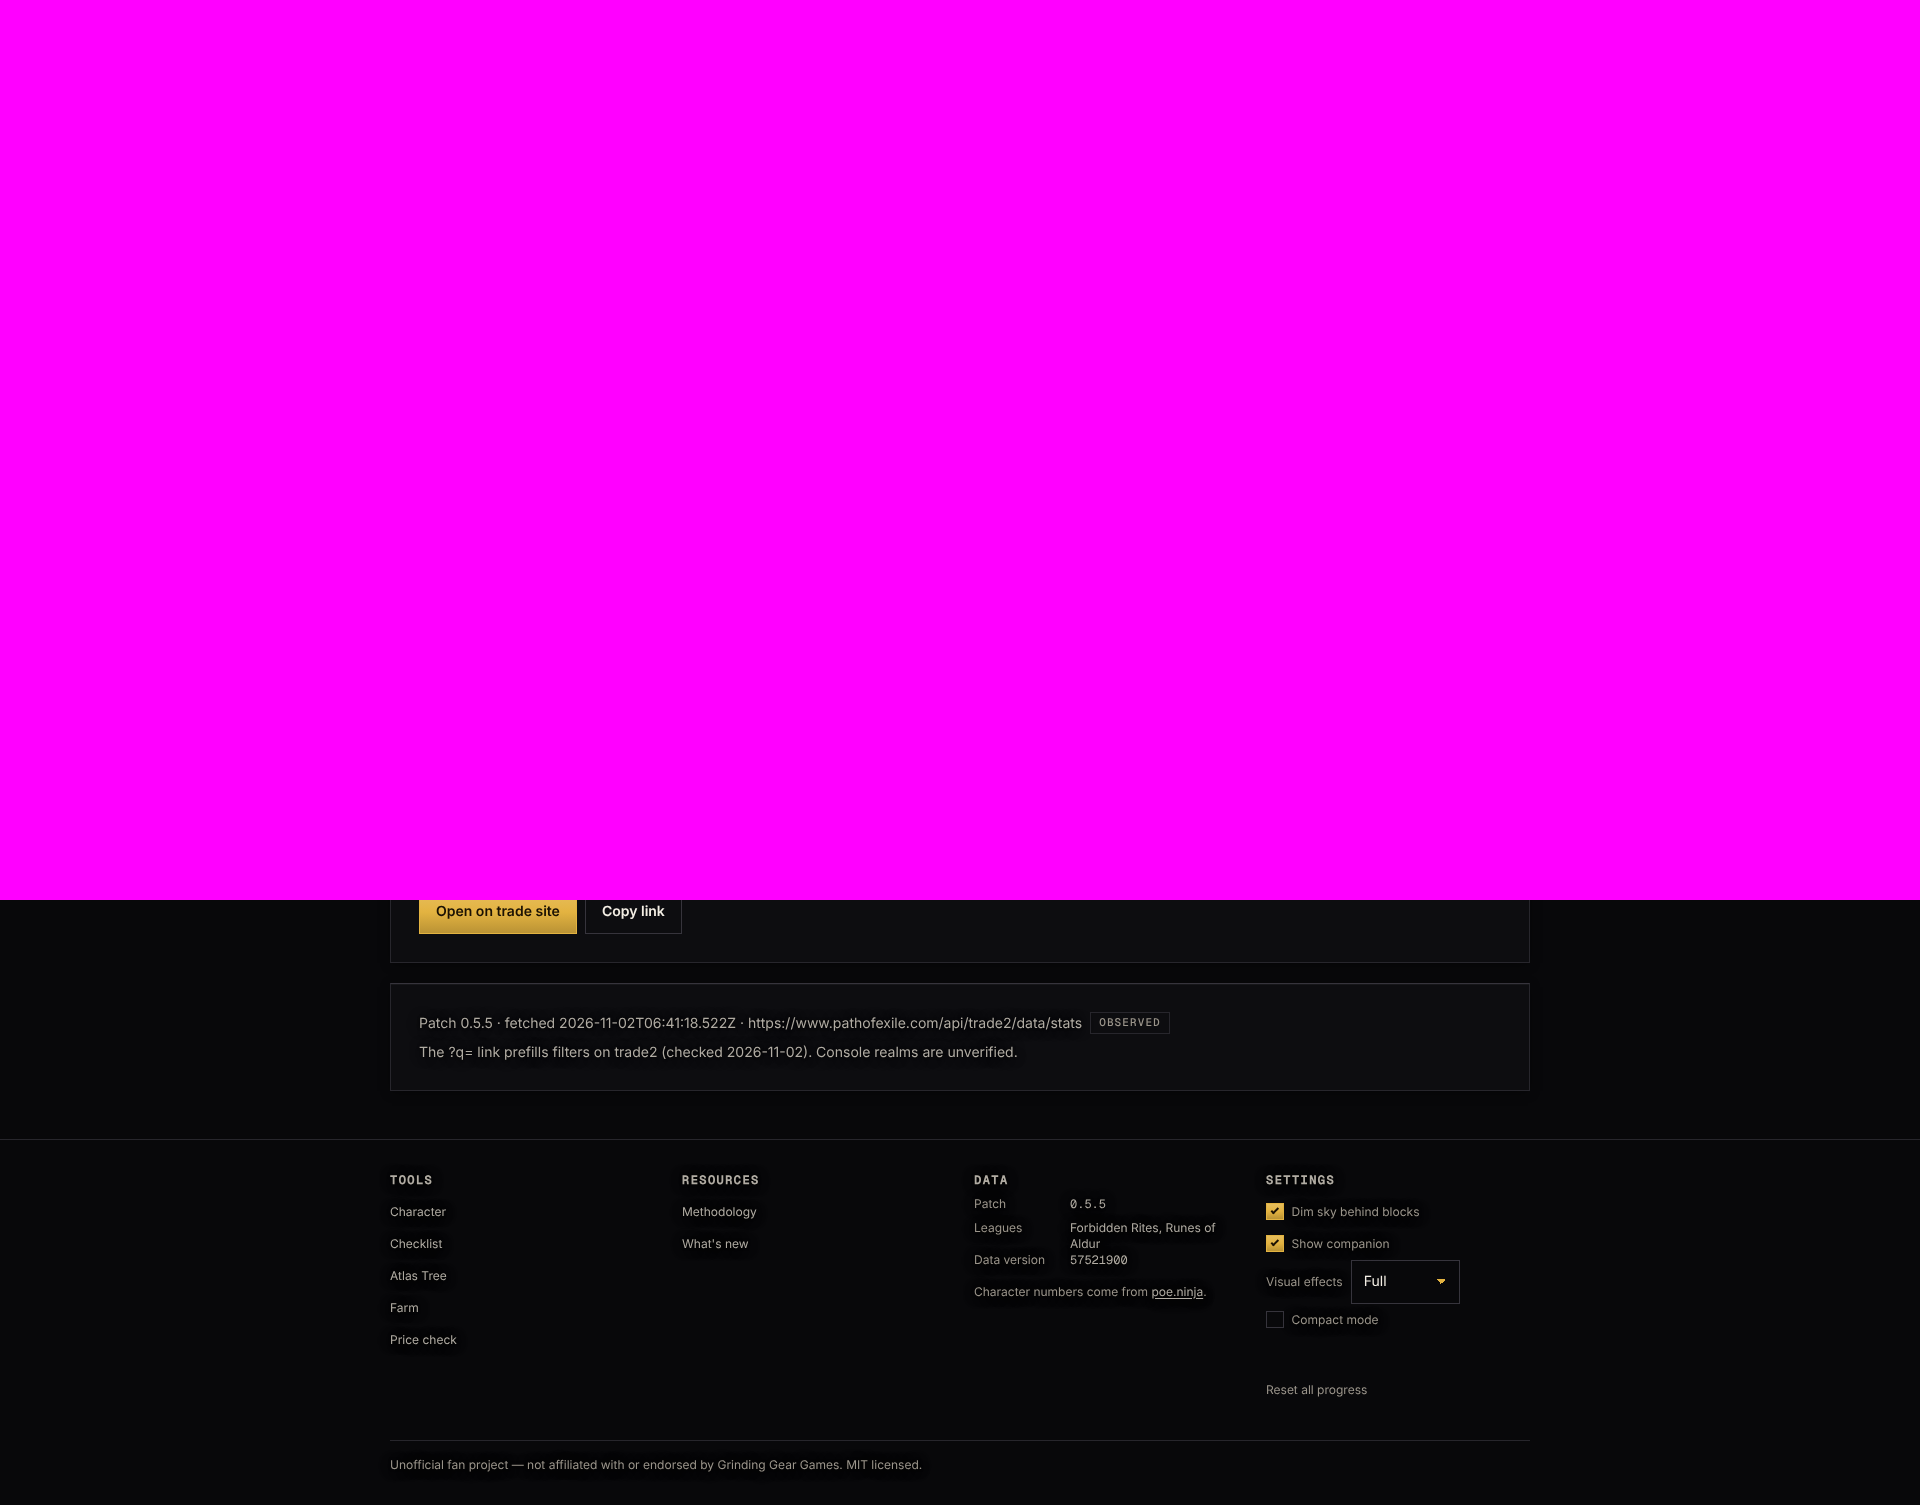 Open on trade site Copy link
Patch 0.5.5 · fetched 2026-11-02T06:41:18.522Z · https://www.pathofexile.com/api/trade2/data/stats OBSERVED
The ?q= link prefills filters on trade2 (checked 2026-11-02). Console realms are unverified.
TOOLS
Character
Checklist
Atlas Tree
Farm
Price check
RESOURCES
Methodology
What's new
DATA
Patch 0.5.5
Leagues Forbidden Rites, Runes of
Aldur
Data version 57521900
Character numbers come from poe.ninja.
SETTINGS
Dim sky behind blocks
Show companion
Visual effects Full
Compact mode
Reset all progress
Unofficial fan project — not affiliated with or endorsed by Grinding Gear Games. MIT licensed.